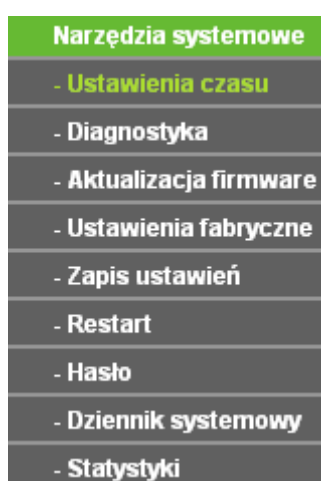 Narzędzia systemowe
- Ustawienia czasu
- Diagnostyka
- Aktualizacja firmware
- Ustawienia fabryczne
- Zapis ustawień
- Restart
- Hasło
- Dziennik systemowy
- Statystyki